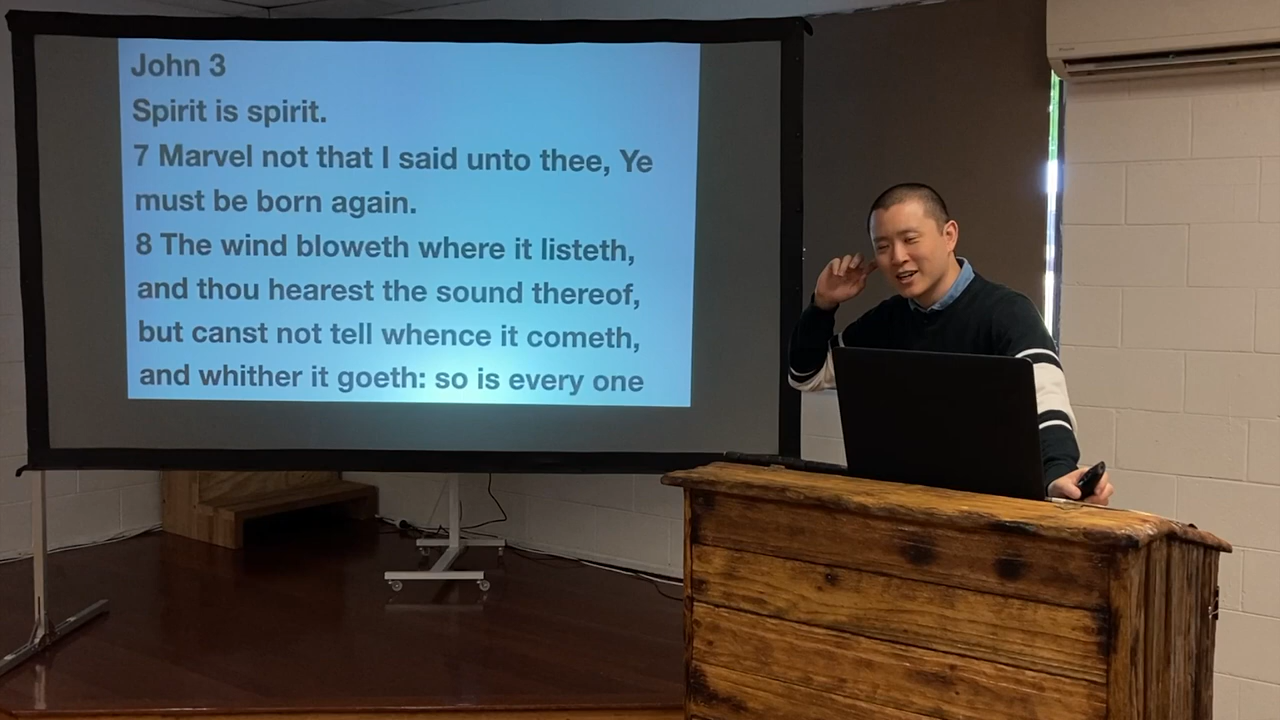 John 3
Spirit is spirit.
7 Marvel not that I said unto thee, Ye
must be born again.
8 The wind bloweth where it listeth,
and thou hearest the sound thereof,
but canst not tell whence it cometh,
and whither it goeth: so is every one